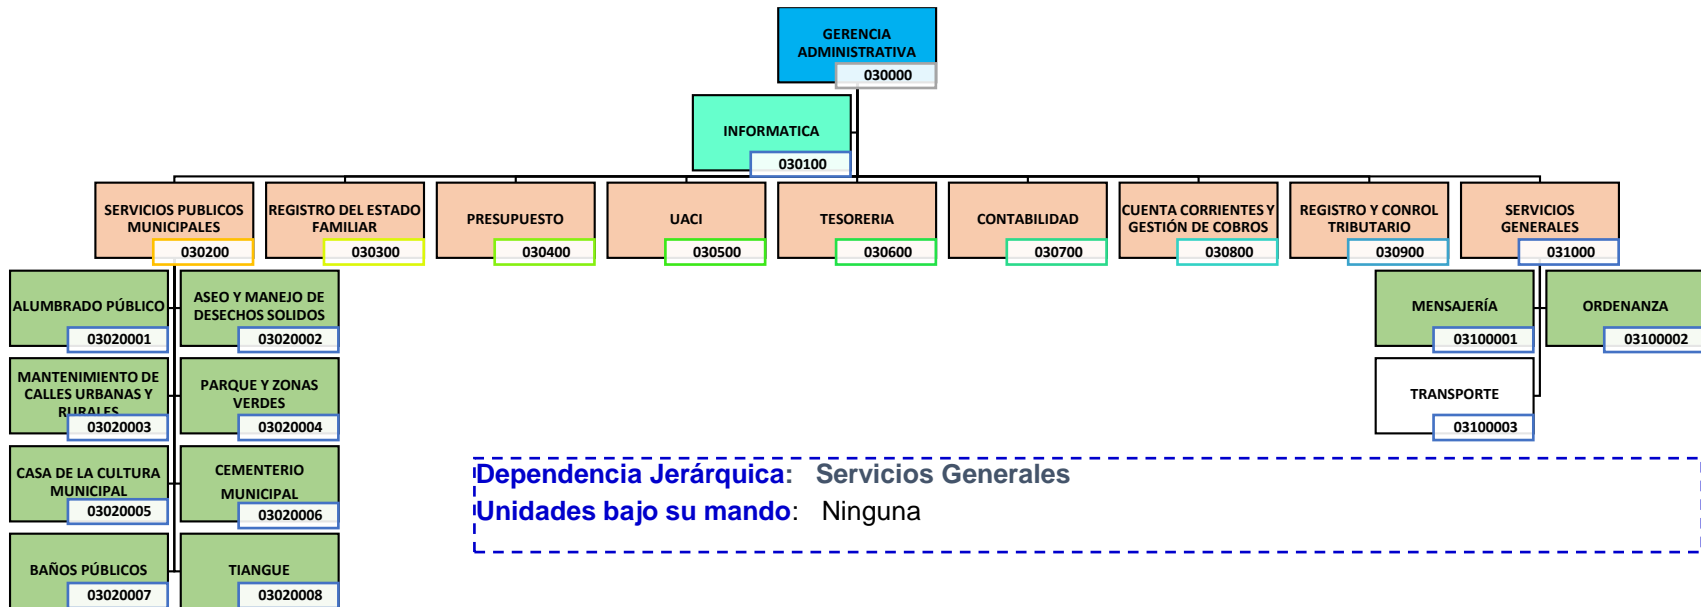 GERENCIA
ADMINISTRATIVA
030000
INFORMATICA
030100
SERVICIOS PUBLICOS
MUNICIPALES
030200
REGISTRO DEL ESTADO
FAMILIAR
030300
PRESUPUESTO
030400
UACI
030500
TESORERIA
030600
CONTABILIDAD
030700
CUENTA CORRIENTES Y
GESTIÓN DE COBROS
030800
REGISTRO Y CONROL
TRIBUTARIO
030900
SERVICIOS
GENERALES
031000
ALUMBRADO PÚBLICO
03020001
ASEO Y MANEJO DE
DESECHOS SOLIDOS
03020002
MENSAJERÍA
03100001
ORDENANZA
03100002
MANTENIMIENTO DE
CALLES URBANAS Y
RURALES
03020003
PARQUE Y ZONAS
VERDES
03020004
TRANSPORTE
03100003
CASA DE LA CULTURA
MUNICIPAL
03020005
CEMENTERIO
MUNICIPAL
03020006
Dependencia Jerárquica: Servicios Generales
Unidades bajo su mando: Ninguna
BAÑOS PÚBLICOS
03020007
TIANGUE
03020008